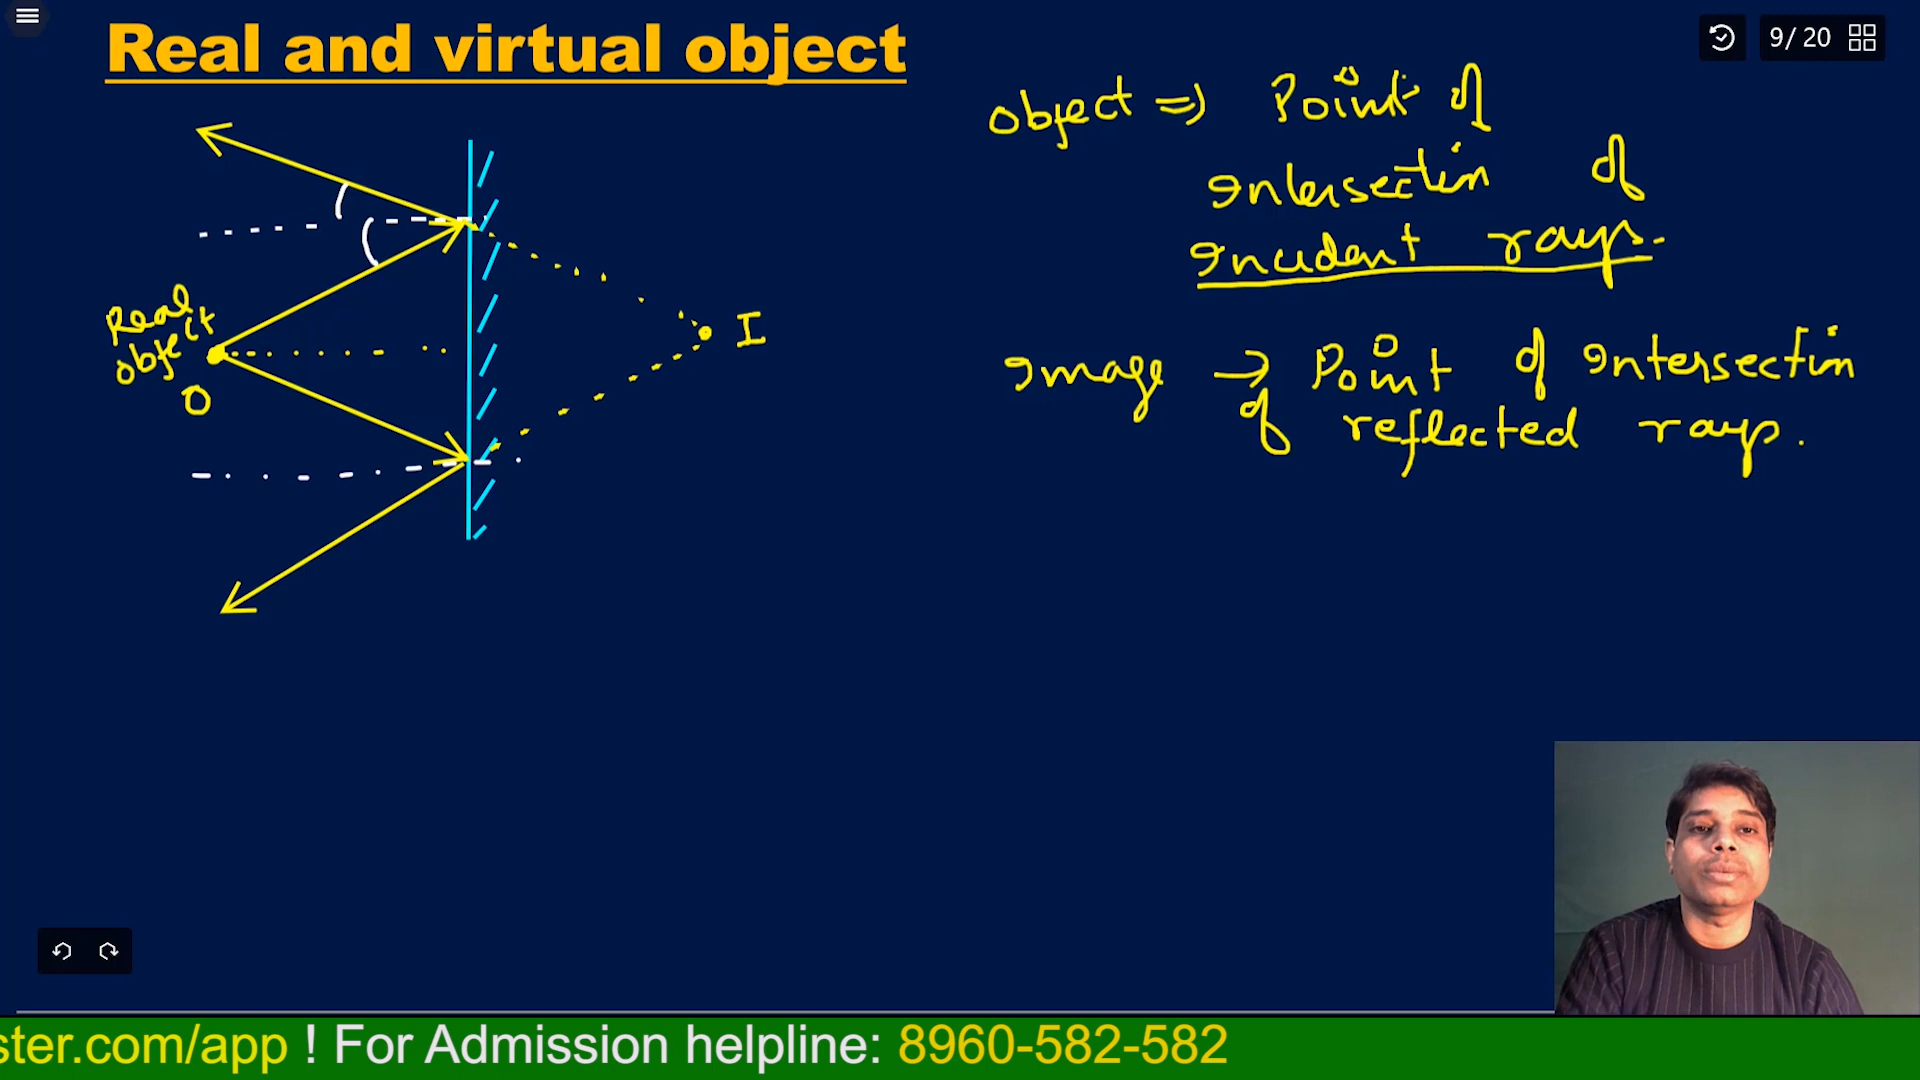 Real and virtual object
9/ 20
object => Point of
Intersection of
Incident rays.
Image → Point of Intersection
of reflected rays.
Real
object
O
I
ster.com/app ! For Admission helpline: 8960-582-582